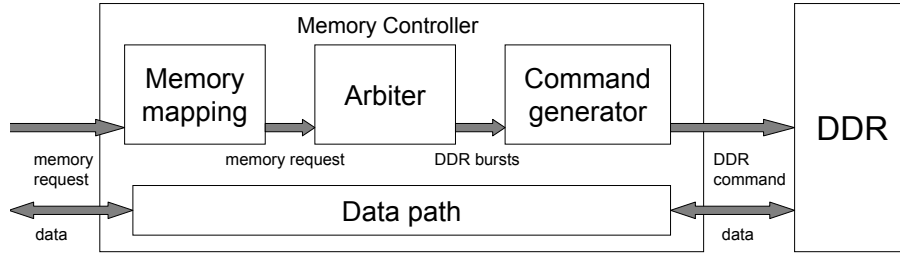 Memory Controller
Memory
mapping
Arbiter
Command
generator
DDR
memory
request
memory request
DDR bursts
DDR
command
Data path
data
data